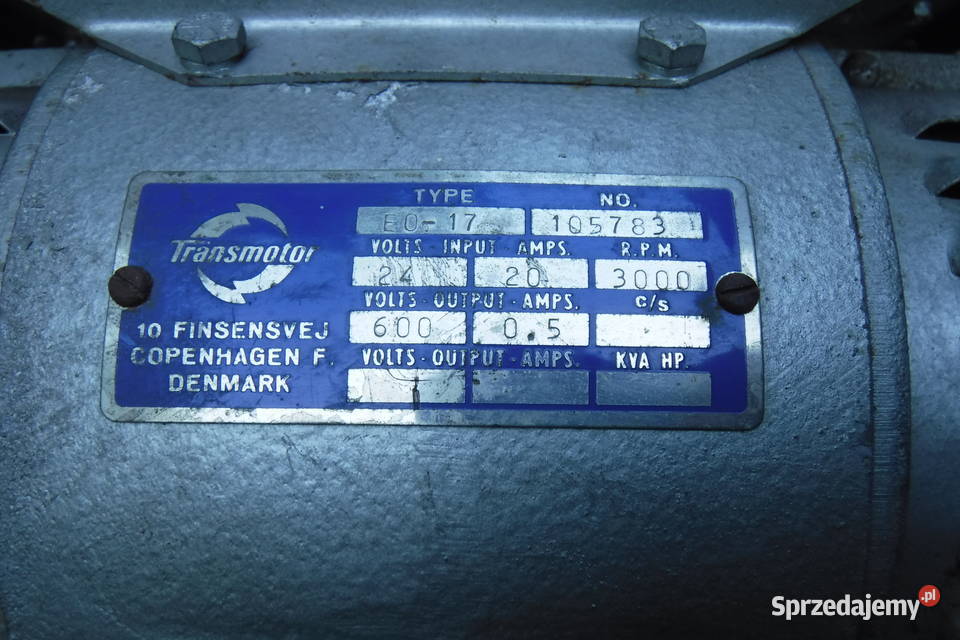 TYPE NO.
EO-17 105783
Transmotor
VOLTS - INPUT - AMPS. R.P.M.
24 20 3000
VOLTS - OUTPUT - AMPS. C/s
600 0.5
10 FINSENSVEJ
COPENHAGEN F.
DENMARK
VOLTS - OUTPUT - AMPS. KVA HP.
Sprzedajemy.pl